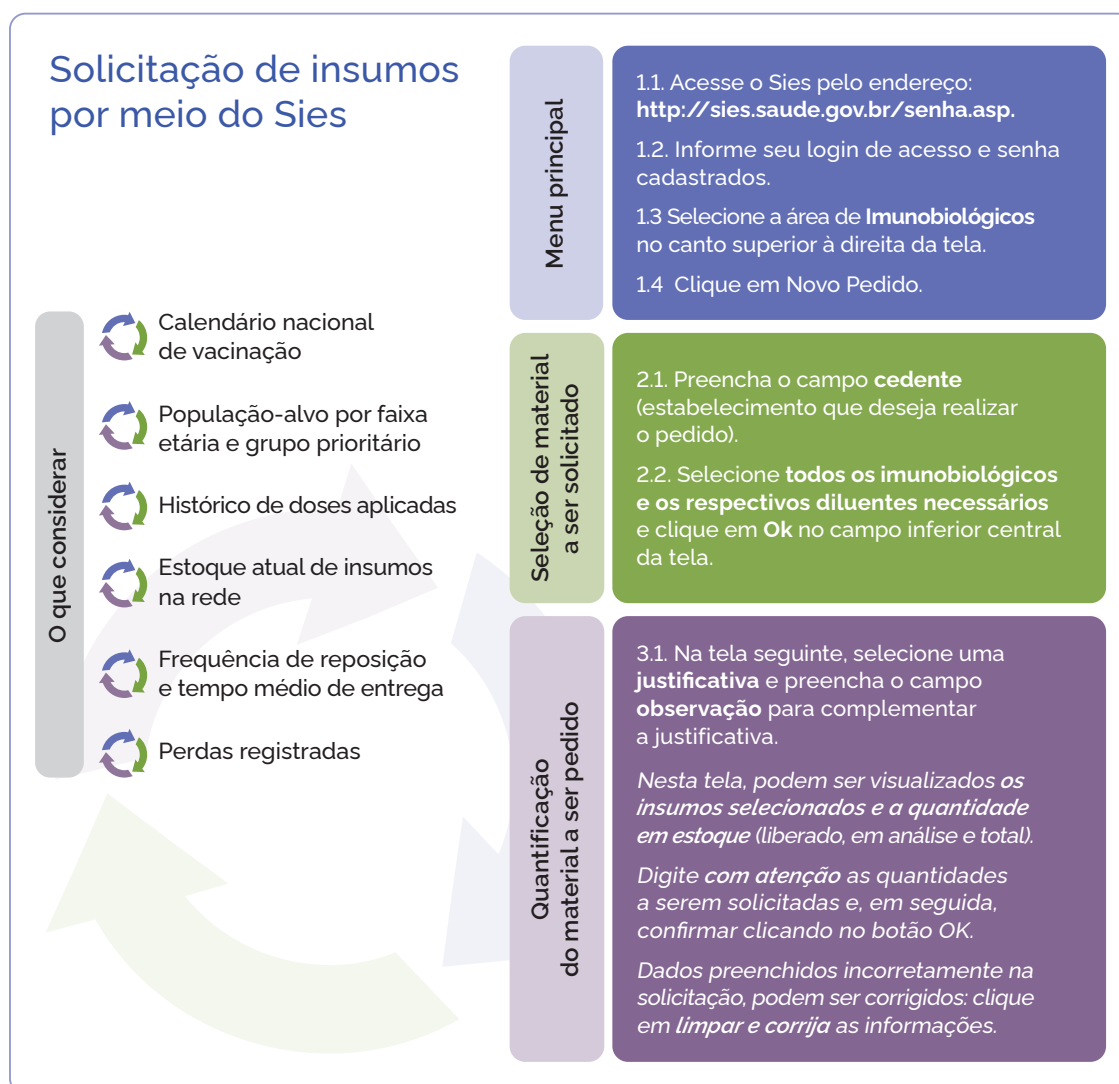 Solicitação de insumos
por meio do Sies
O que considerar
Calendário nacional
de vacinação
População-alvo por faixa
etária e grupo prioritário
Histórico de doses aplicadas
Estoque atual de insumos
na rede
Frequência de reposição
e tempo médio de entrega
Perdas registradas
Menu principal
1.1. Acesse o Sies pelo endereço:
http://sies.saude.gov.br/senha.asp.
1.2. Informe seu login de acesso e senha
cadastrados.
1.3 Selecione a área de Imunobiológicos
no canto superior à direita da tela.
1.4 Clique em Novo Pedido.
Seleção de material
a ser solicitado
2.1. Preencha o campo cedente
(estabelecimento que deseja realizar
o pedido).
2.2. Selecione todos os imunobiológicos
e os respectivos diluentes necessários
e clique em Ok no campo inferior central
da tela.
Quantificação
do material a ser pedido
3.1. Na tela seguinte, selecione uma
justificativa e preencha o campo
observação para complementar
a justificativa.
Nesta tela, podem ser visualizados os
insumos selecionados e a quantidade
em estoque (liberado, em análise e total).
Digite com atenção as quantidades
a serem solicitadas e, em seguida,
confirmar clicando no botão OK.
Dados preenchidos incorretamente na
solicitação, podem ser corrigidos: clique
em limpar e corrija as informações.